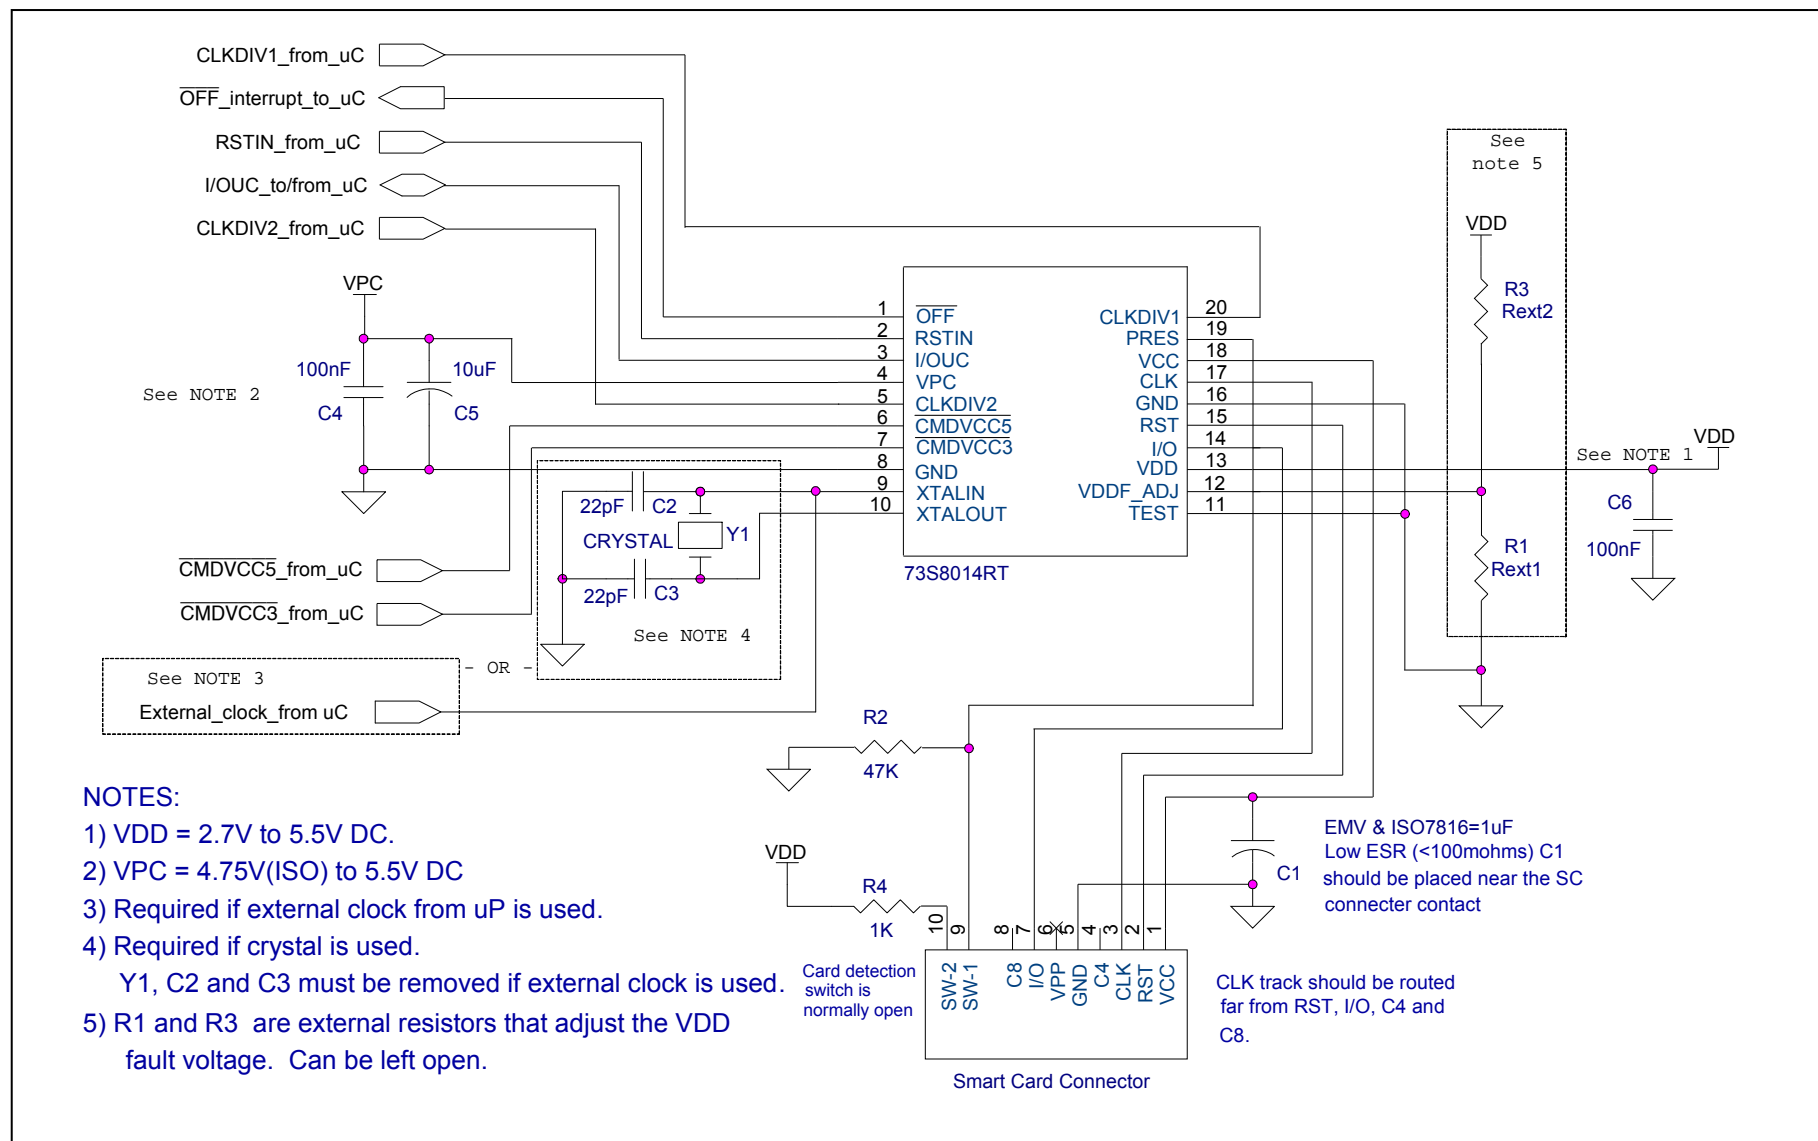 CLKDIV1_from_uC
OFF_interrupt_to_uC
RSTIN_from_uC
I/OUC_to/from_uC
CLKDIV2_from_uC
See
note 5
VDD
R3
Rext2
VPC
100nF
C4
10uF
C5
See NOTE 2
1 OFF
2 RSTIN
3 I/OUC
4 VPC
5 CLKDIV2
6 CMDVCC5
7 CMDVCC3
8 GND
9 XTALIN
10 XTALOUT
CLKDIV1 20
PRES 19
VCC 18
CLK 17
GND 16
RST 15
I/O 14
VDD 13
VDDF_ADJ 12
TEST 11
73S8014RT
See NOTE 1
VDD
C6
100nF
R1
Rext1
22pF C2
CRYSTAL Y1
22pF C3
See NOTE 4
CMDVCC5_from_uC
CMDVCC3_from_uC
- OR -
See NOTE 3
External_clock_from uC
R2
47K
VDD
R4
1K
C1
EMV & ISO7816=1uF
Low ESR (<100mohms) C1
should be placed near the SC
connecter contact
10 9 8 7 6 5 4 3 2 1
SW-2 SW-1 C8 I/O VPP GND C4 CLK RST VCC
Card detection
switch is
normally open
CLK track should be routed
far from RST, I/O, C4 and
C8.
Smart Card Connector
NOTES:
1) VDD = 2.7V to 5.5V DC.
2) VPC = 4.75V(ISO) to 5.5V DC
3) Required if external clock from uP is used.
4) Required if crystal is used.
Y1, C2 and C3 must be removed if external clock is used.
5) R1 and R3 are external resistors that adjust the VDD
fault voltage. Can be left open.